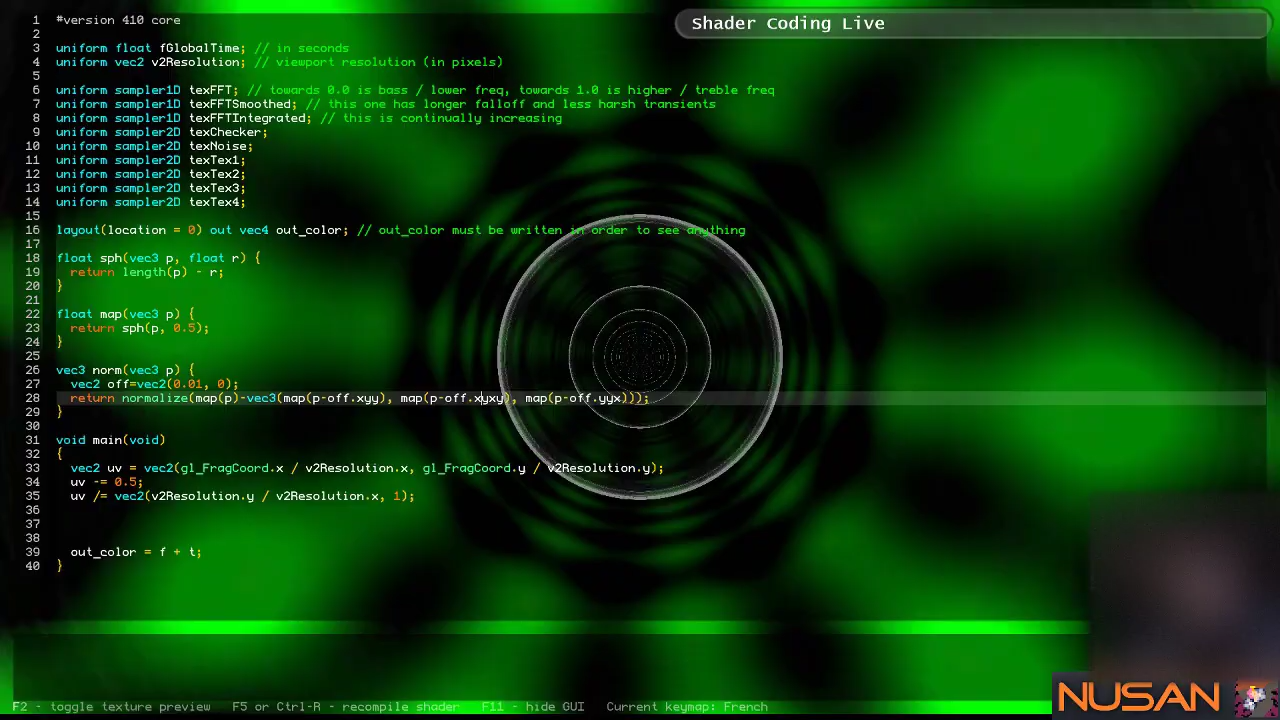 Shader Coding Live
1 #version 410 core
2
3 uniform float fGlobalTime; // in seconds
4 uniform vec2 v2Resolution; // viewport resolution (in pixels)
5
6 uniform sampler1D texFFT; // towards 0.0 is bass / lower freq, towards 1.0 is higher / treble freq
7 uniform sampler1D texFFTSmoothed; // this one has longer falloff and less harsh transients
8 uniform sampler1D texFFTIntegrated; // this is continually increasing
9 uniform sampler2D texChecker;
10 uniform sampler2D texNoise;
11 uniform sampler2D texTex1;
12 uniform sampler2D texTex2;
13 uniform sampler2D texTex3;
14 uniform sampler2D texTex4;
15
16 layout(location = 0) out vec4 out_color; // out_color must be written in order to see anything
17
18 float sph(vec3 p, float r) {
19   return length(p) - r;
20 }
21
22 float map(vec3 p) {
23   return sph(p, 0.5);
24 }
25
26 vec3 norm(vec3 p) {
27   vec2 off=vec2(0.01, 0);
28   return normalize(map(p)-vec3(map(p-off.xyy), map(p-off.xyxy), map(p-off.yyx)));
29 }
30
31 void main(void)
32 {
33   vec2 uv = vec2(gl_FragCoord.x / v2Resolution.x, gl_FragCoord.y / v2Resolution.y);
34   uv -= 0.5;
35   uv /= vec2(v2Resolution.y / v2Resolution.x, 1);
36
37
38
39   out_color = f + t;
40 }
F2 - toggle texture preview   F5 or Ctrl-R - recompile shader   F11 - hide GUI   Current keymap: French
NUSAN